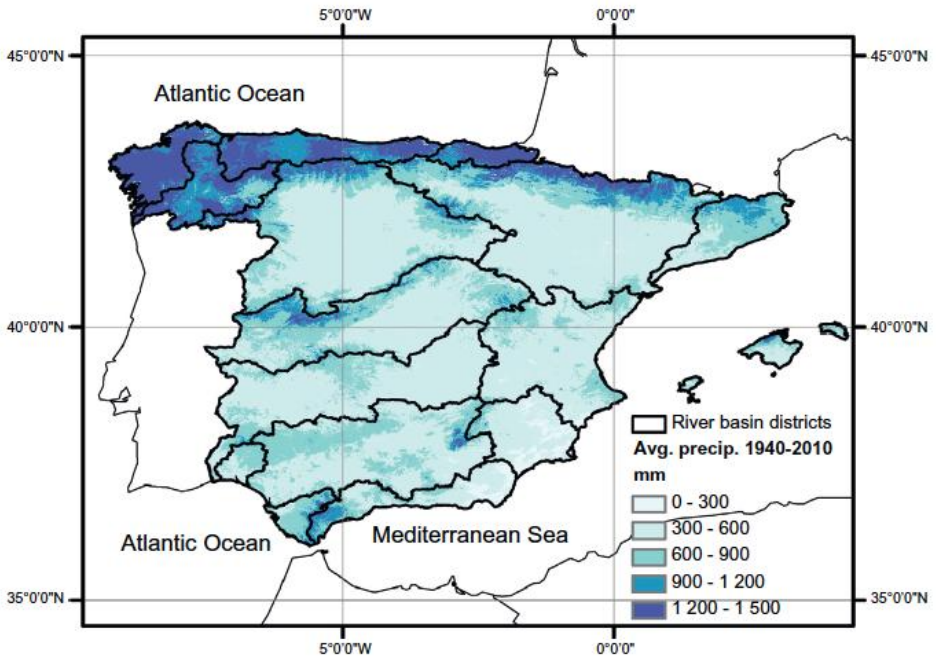 5°0'0"W 0°0'0"
45°0'0"N 45°0'0"N
Atlantic Ocean
40°0'0"N 40°0'0"N
River basin districts
Avg. precip. 1940-2010
mm
0 - 300
300 - 600
600 - 900
900 - 1 200
1 200 - 1 500
Atlantic Ocean
Mediterranean Sea
35°0'0"N 35°0'0"N
5°0'0"W 0°0'0"